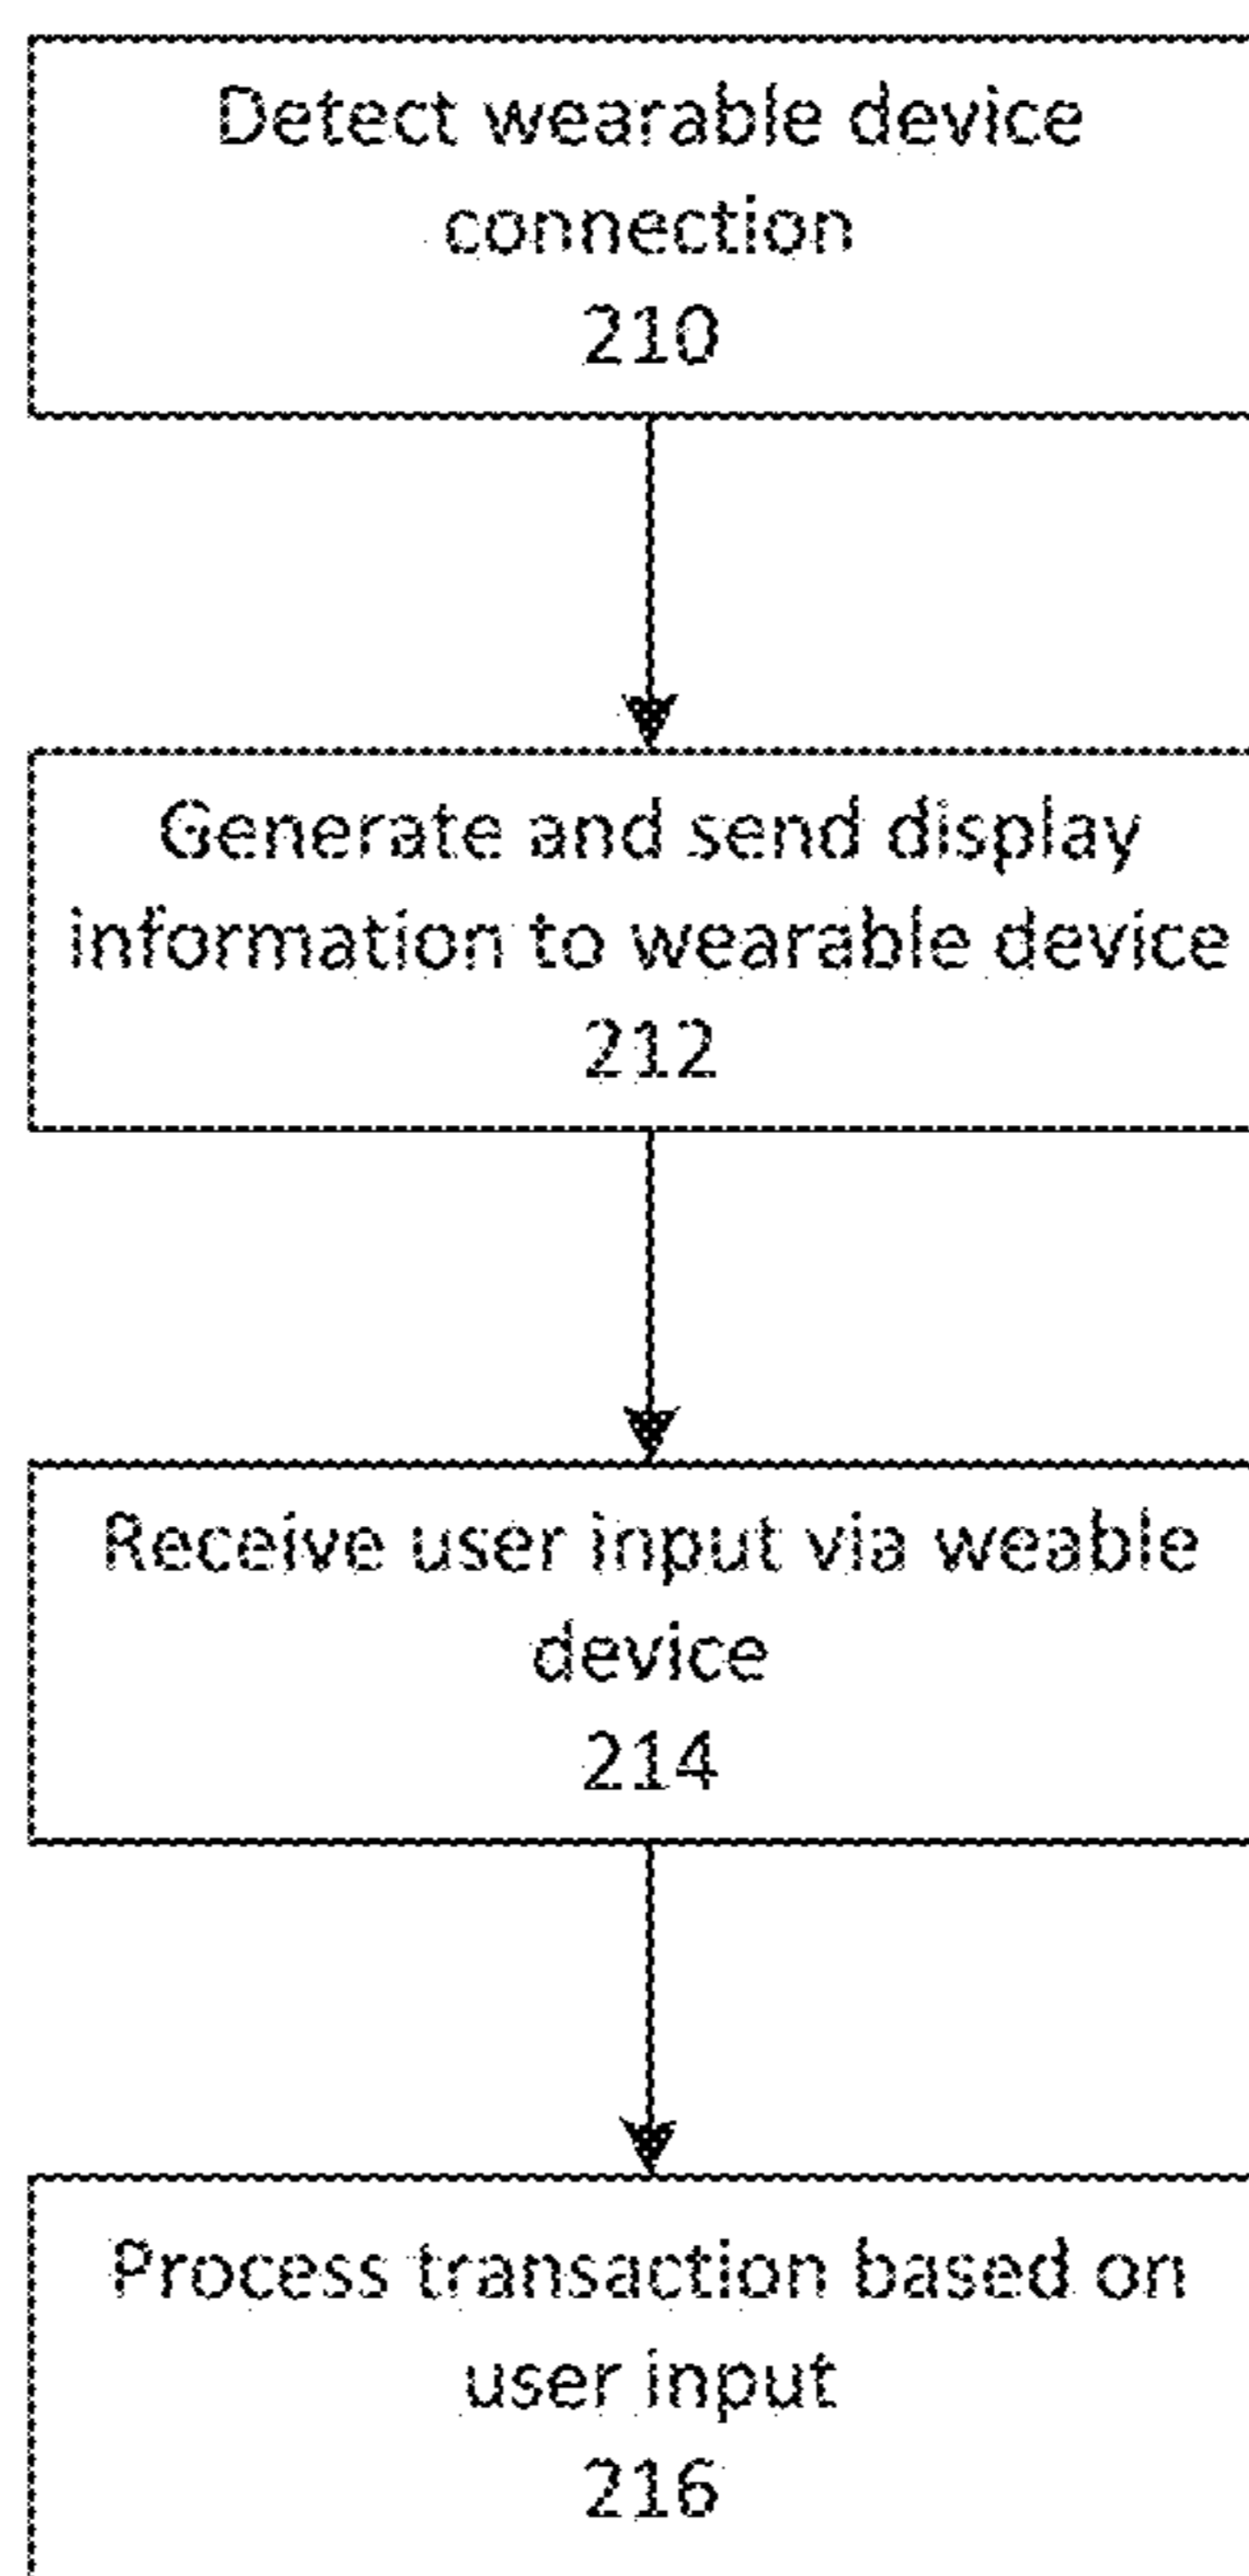 Detect wearable device
connection
210
Generate and send display
information to wearable device
212
Receive user input via weable
device
214
Process transaction based on
user input
216